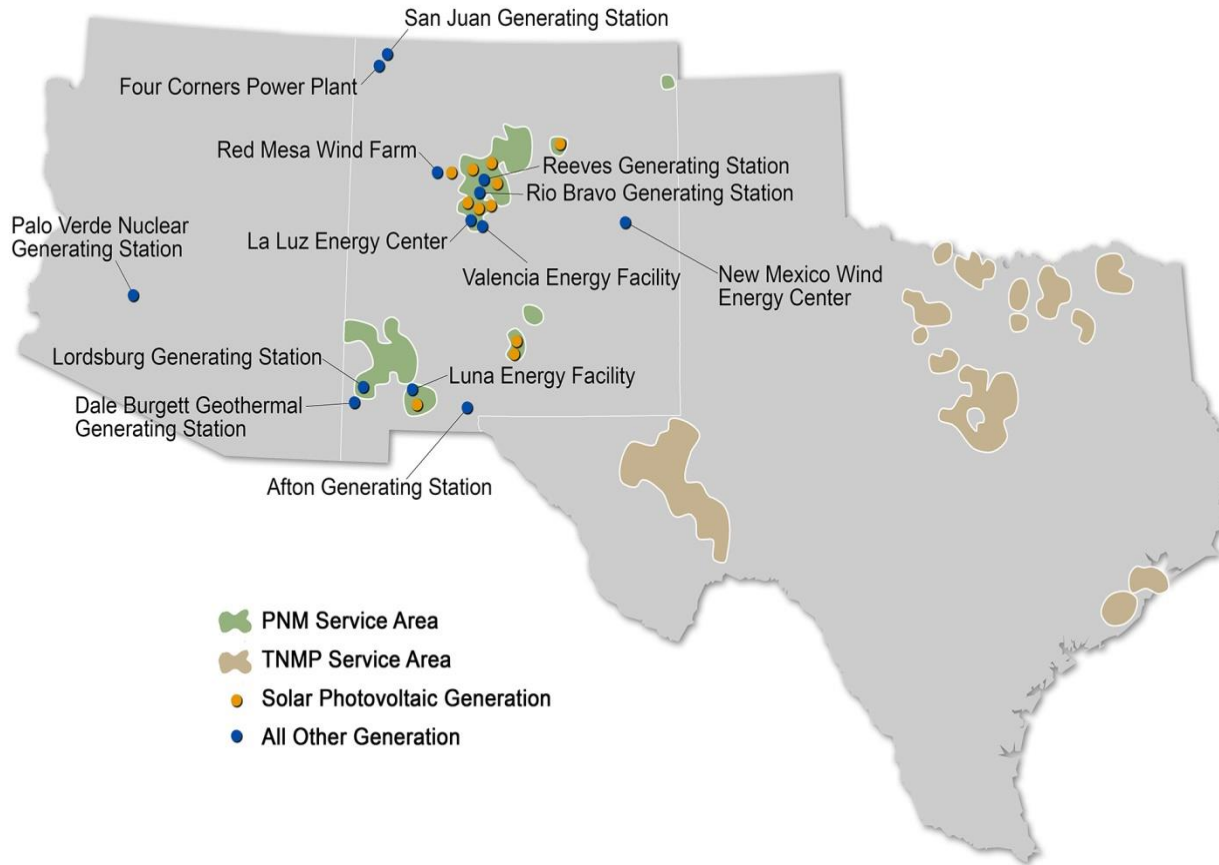 San Juan Generating Station
Four Corners Power Plant
Red Mesa Wind Farm
Reeves Generating Station
Rio Bravo Generating Station
Palo Verde Nuclear
Generating Station
La Luz Energy Center
Valencia Energy Facility
New Mexico Wind
Energy Center
Lordsburg Generating Station
Luna Energy Facility
Dale Burgett Geothermal
Generating Station
Afton Generating Station
PNM Service Area
TNMP Service Area
Solar Photovoltaic Generation
All Other Generation